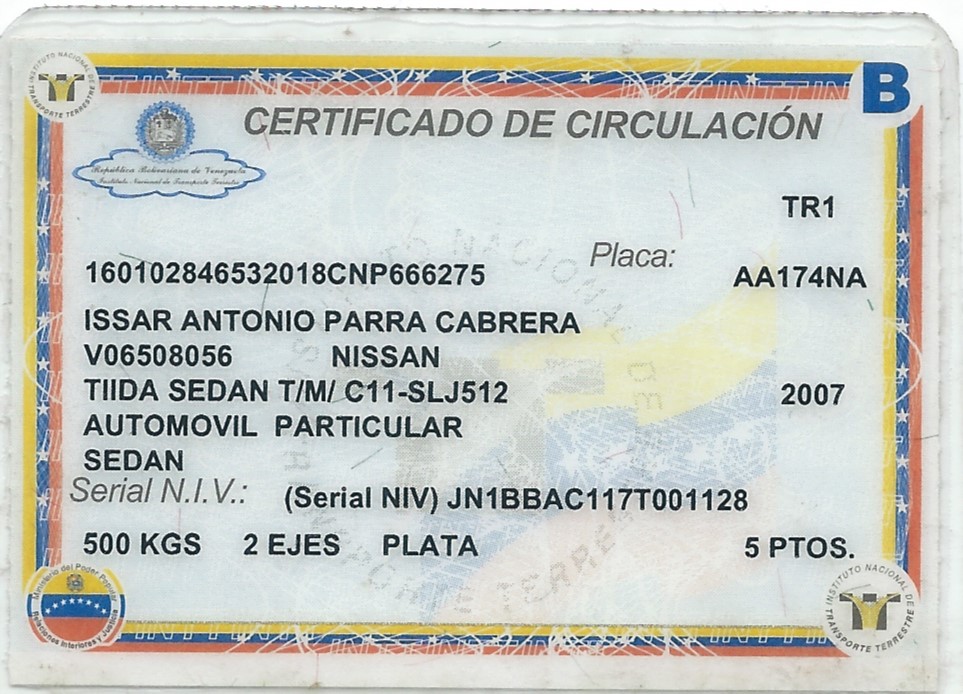 INSTITUTO NACIONAL DE TRANSPORTE TERRESTRE
B
CERTIFICADO DE CIRCULACIÓN
República Bolivariana de Venezuela
Instituto Nacional de Transporte Terrestre
TR1
Placa:
160102846532018CNP666275 AA174NA
ISSAR ANTONIO PARRA CABRERA
V06508056 NISSAN
TIIDA SEDAN T/M/ C11-SLJ512 2007
AUTOMOVIL PARTICULAR
SEDAN
Serial N.I.V.: (Serial NIV) JN1BBAC117T001128
500 KGS 2 EJES PLATA 5 PTOS.
Ministerio del Poder Popular
Relaciones Interiores y Justicia
INSTITUTO NACIONAL DE TRANSPORTE TERRESTRE